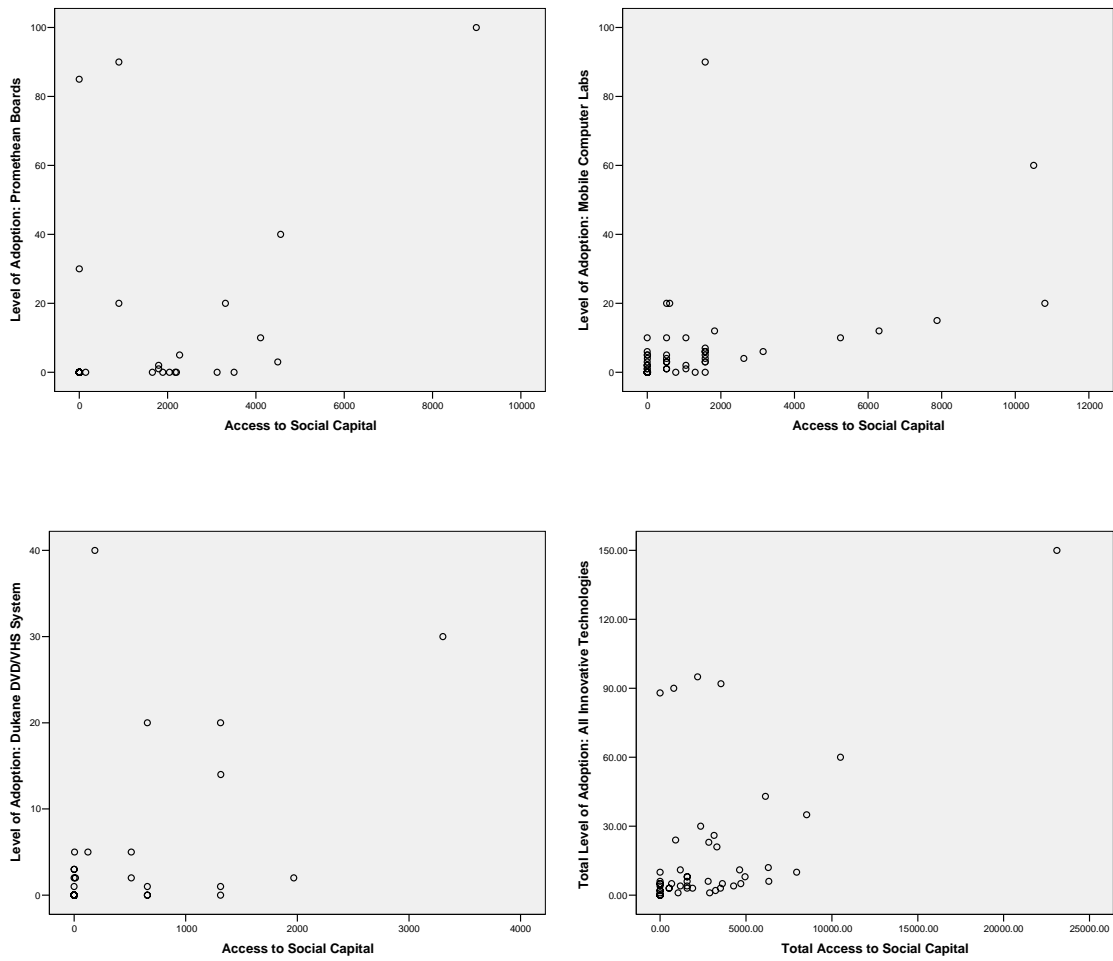 Level of Adoption: Promethean Boards
100
80
60
40
20
0
0 2000 4000 6000 8000 10000
Access to Social Capital
Level of Adoption: Mobile Computer Labs
100
80
60
40
20
0
0 2000 4000 6000 8000 10000 12000
Access to Social Capital
Level of Adoption: Dukane DVD/VHS System
40
30
20
10
0
0 1000 2000 3000 4000
Access to Social Capital
Total Level of Adoption: All Innovative Technologies
150.00
120.00
90.00
60.00
30.00
0.00
0.00 5000.00 10000.00 15000.00 20000.00 25000.00
Total Access to Social Capital